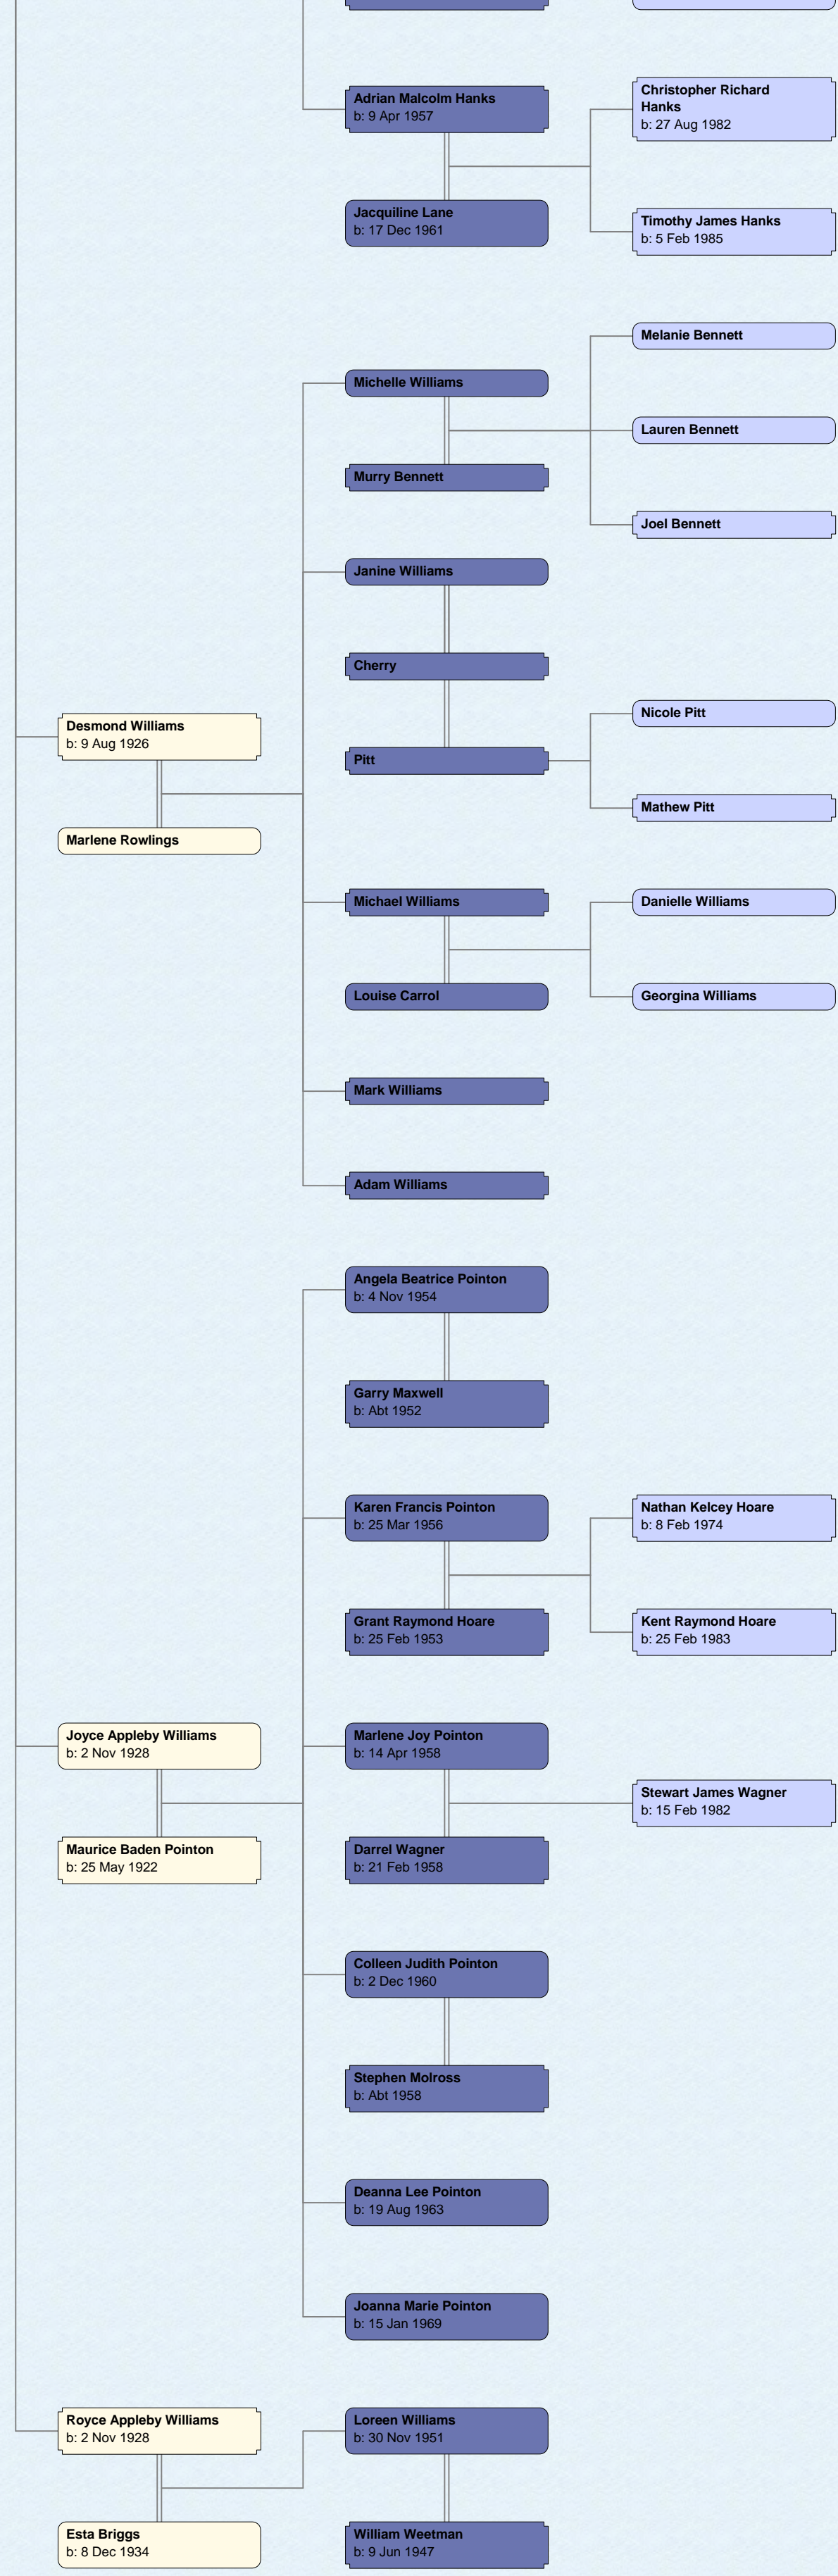 Adrian Malcolm Hanks
b: 9 Apr 1957
Christopher Richard
Hanks
b: 27 Aug 1982
Jacquiline Lane
b: 17 Dec 1961
Timothy James Hanks
b: 5 Feb 1985
Melanie Bennett
Michelle Williams
Lauren Bennett
Murry Bennett
Joel Bennett
Janine Williams
Cherry
Nicole Pitt
Desmond Williams
b: 9 Aug 1926
Pitt
Mathew Pitt
Marlene Rowlings
Michael Williams
Danielle Williams
Louise Carrol
Georgina Williams
Mark Williams
Adam Williams
Angela Beatrice Pointon
b: 4 Nov 1954
Garry Maxwell
b: Abt 1952
Karen Francis Pointon
b: 25 Mar 1956
Nathan Kelcey Hoare
b: 8 Feb 1974
Grant Raymond Hoare
b: 25 Feb 1953
Kent Raymond Hoare
b: 25 Feb 1983
Joyce Appleby Williams
b: 2 Nov 1928
Marlene Joy Pointon
b: 14 Apr 1958
Stewart James Wagner
b: 15 Feb 1982
Maurice Baden Pointon
b: 25 May 1922
Darrel Wagner
b: 21 Feb 1958
Colleen Judith Pointon
b: 2 Dec 1960
Stephen Molross
b: Abt 1958
Deanna Lee Pointon
b: 19 Aug 1963
Joanna Marie Pointon
b: 15 Jan 1969
Royce Appleby Williams
b: 2 Nov 1928
Loreen Williams
b: 30 Nov 1951
Esta Briggs
b: 8 Dec 1934
William Weetman
b: 9 Jun 1947